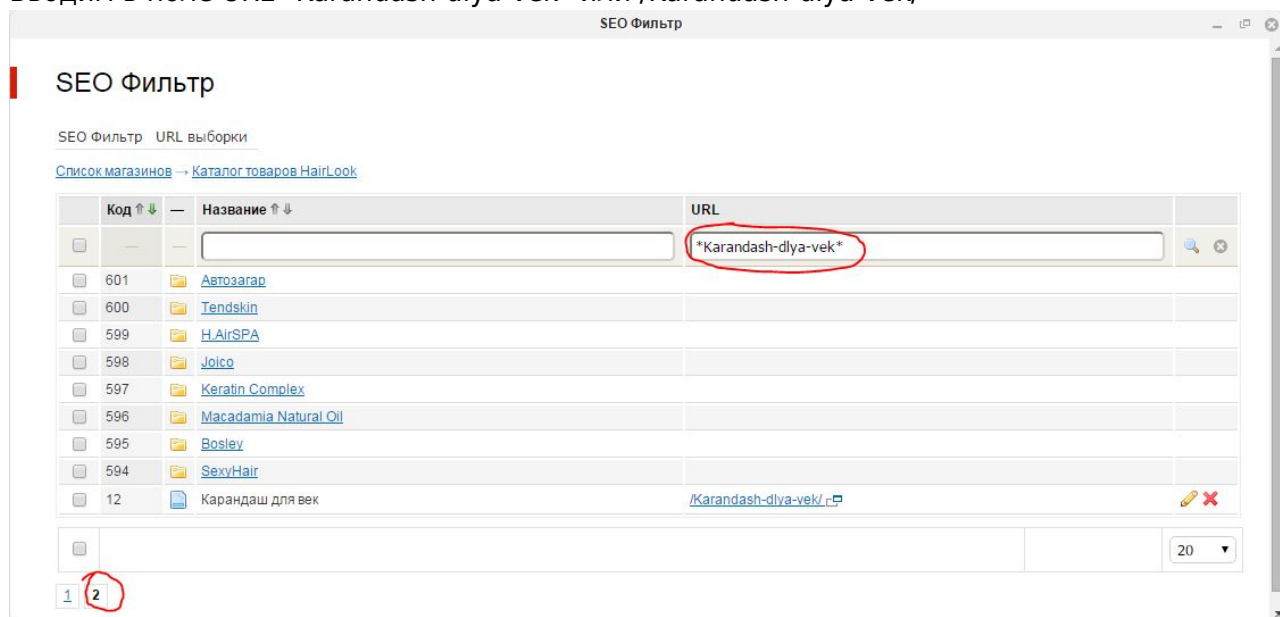 SEO Фильтр
SEO Фильтр
SEO Фильтр URL выборки
Список магазинов → Каталог товаров HairLook
Код ⇑ ⇓ — Название ⇑ ⇓ URL
— — *Karandash-dlya-vek*
601 Автозагар
600 Tendskin
599 H.AirSPA
598 Joico
597 Keratin Complex
596 Macadamia Natural Oil
595 Bosley
594 SexyHair
12 Карандаш для век /Karandash-dlya-vek/
20
1 2